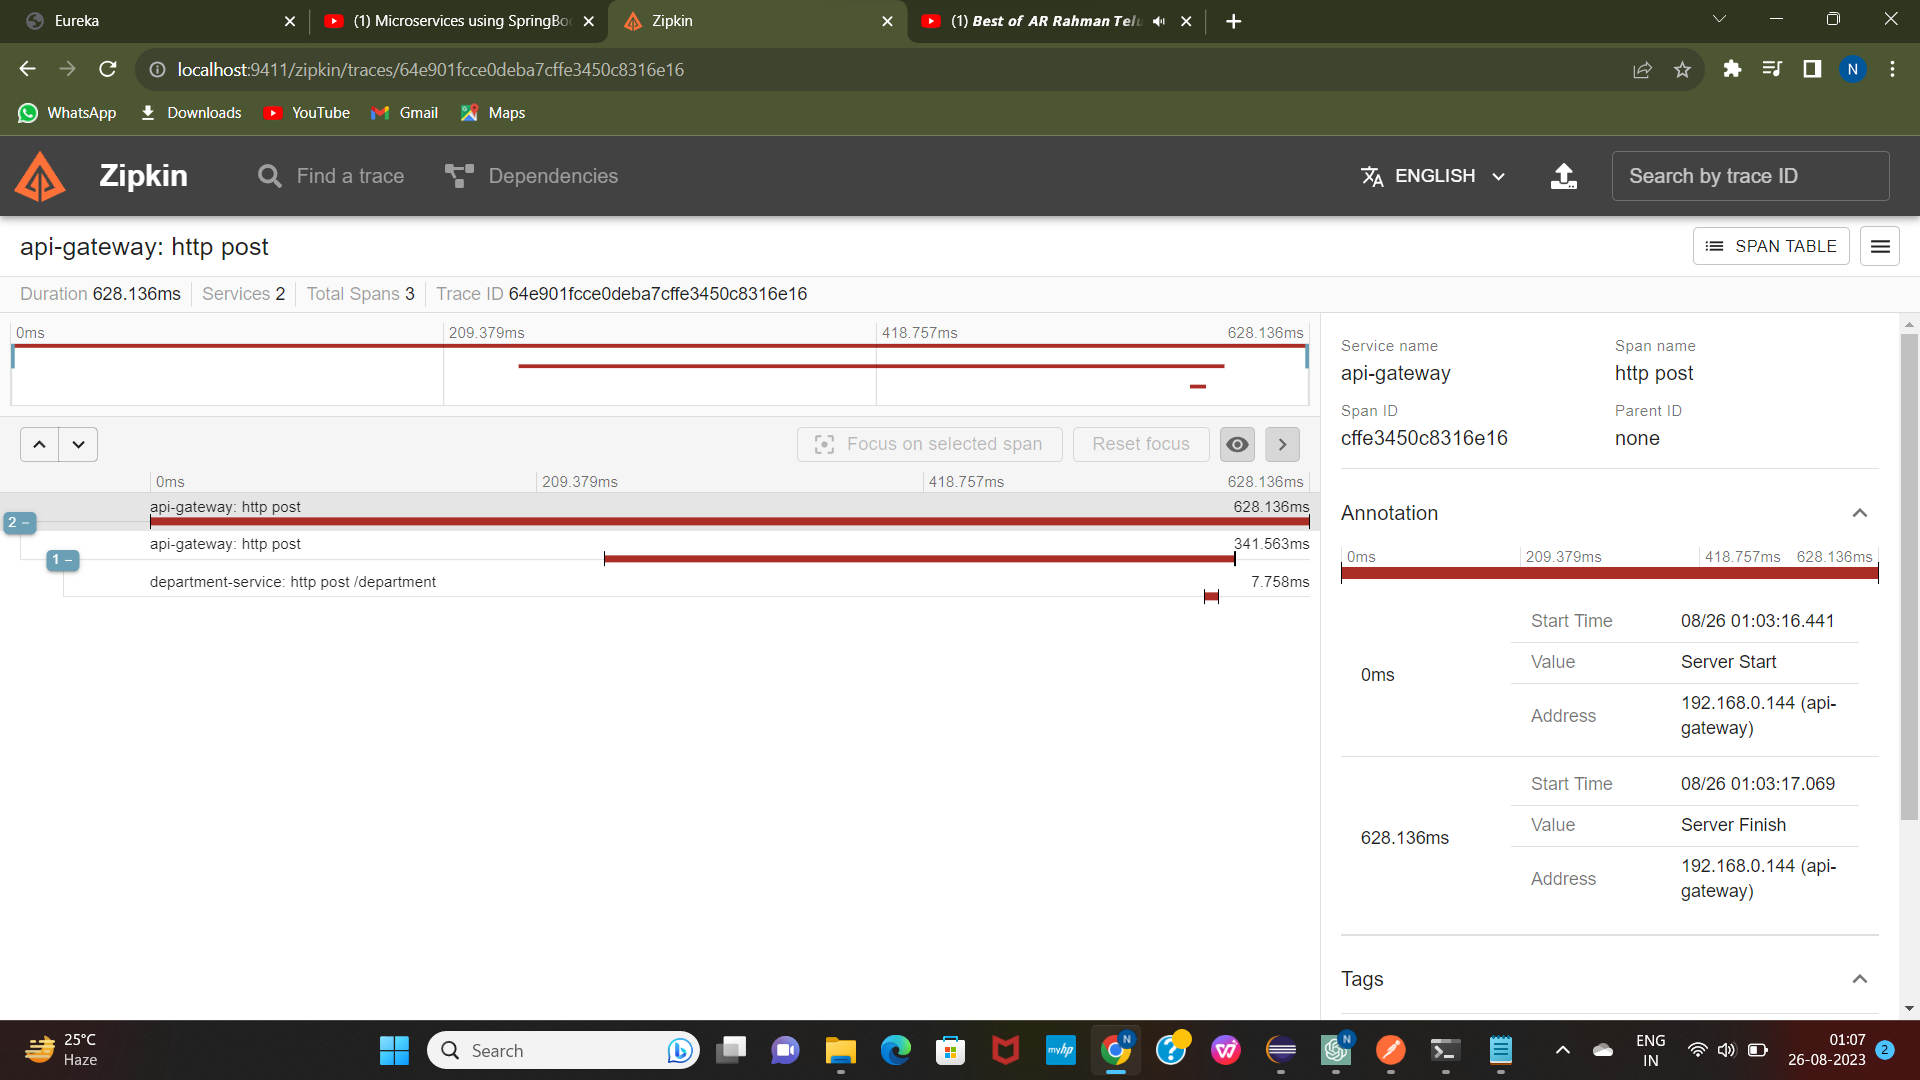 Eureka
(1) Microservices using SpringBoo
Zipkin
(1) Best of AR Rahman Telu
localhost:9411/zipkin/traces/64e901fcce0deba7cffe3450c8316e16
N
WhatsApp
Downloads
YouTube
Gmail
Maps
Zipkin
Find a trace
Dependencies
ENGLISH
Search by trace ID
api-gateway: http post
SPAN TABLE
Duration 628.136ms
Services 2
Total Spans 3
Trace ID 64e901fcce0deba7cffe3450c8316e16
0ms
209.379ms
418.757ms
628.136ms
Focus on selected span
Reset focus
0ms
209.379ms
418.757ms
628.136ms
api-gateway: http post
628.136ms
2 –
api-gateway: http post
341.563ms
1 –
department-service: http post /department
7.758ms
Service name
api-gateway
Span name
http post
Span ID
cffe3450c8316e16
Parent ID
none
Annotation
0ms
209.379ms
418.757ms
628.136ms
0ms
Start Time
08/26 01:03:16.441
Value
Server Start
Address
192.168.0.144 (api-
gateway)
628.136ms
Start Time
08/26 01:03:17.069
Value
Server Finish
Address
192.168.0.144 (api-
gateway)
Tags
25°C
Haze
Search
myhp
N
N
ENG
IN
01:07
26-08-2023
2